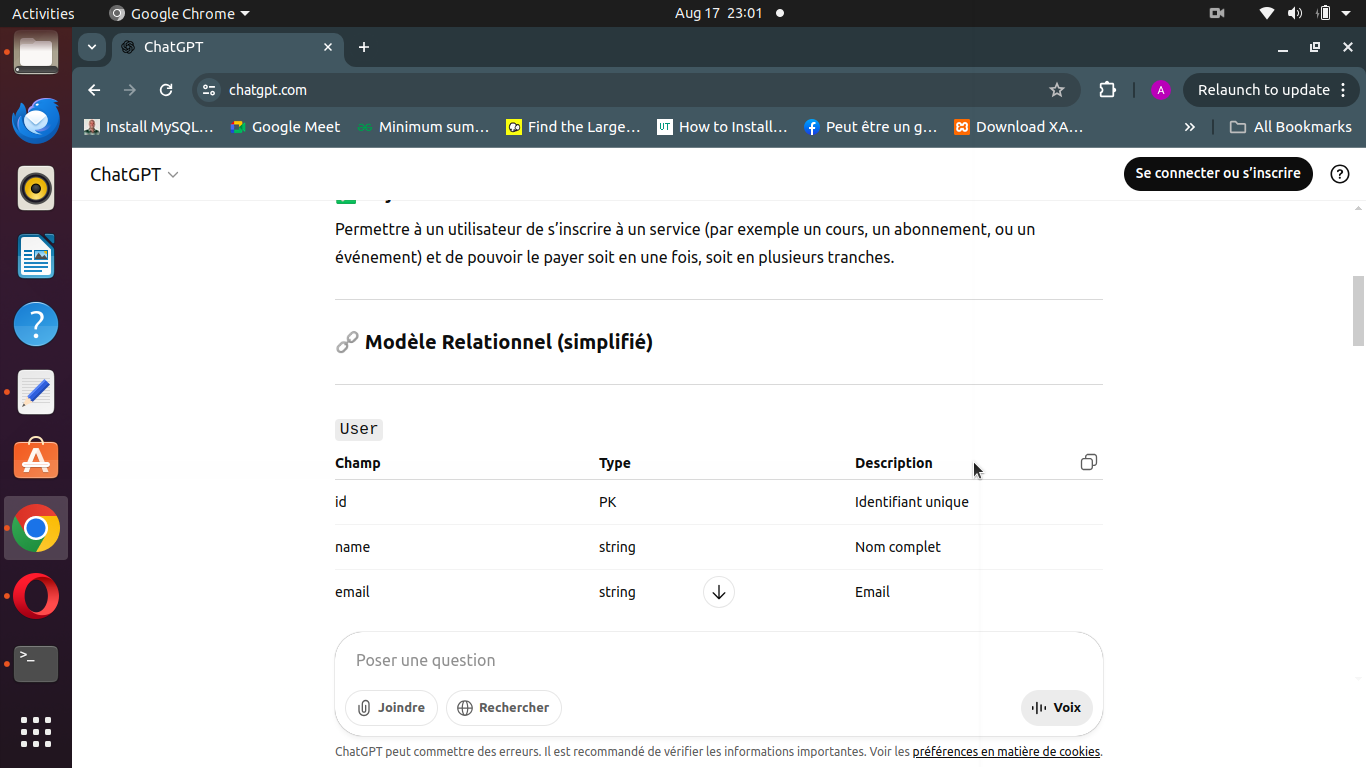 Activities Google Chrome Aug 17 23:01
ChatGPT
chatgpt.com A Relaunch to update
Install MySQL… Google Meet Minimum sum… Find the Large… UT How to Install… Peut être un g… Download XA… » All Bookmarks
ChatGPT Se connecter ou s’inscrire
Permettre à un utilisateur de s’inscrire à un service (par exemple un cours, un abonnement, ou un
événement) et de pouvoir le payer soit en une fois, soit en plusieurs tranches.
Modèle Relationnel (simplifié)
User
Champ Type Description
id PK Identifiant unique
name string Nom complet
email string Email
Poser une question
Joindre Rechercher Voix
ChatGPT peut commettre des erreurs. Il est recommandé de vérifier les informations importantes. Voir les préférences en matière de cookies.